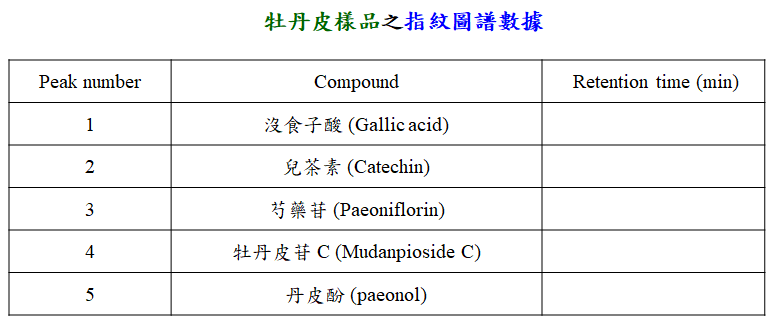 牡丹皮樣品之指紋圖譜數據
Peak number Compound Retention time (min)
1 沒食子酸 (Gallic acid)
2 兒茶素 (Catechin)
3 芍藥苷 (Paeoniflorin)
4 牡丹皮苷 C (Mudanpioside C)
5 丹皮酚 (paeonol)